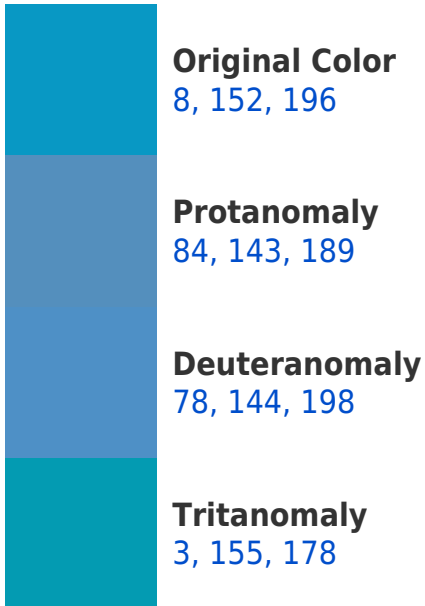 Original Color
8, 152, 196
Protanomaly
84, 143, 189
Deuteranomaly
78, 144, 198
Tritanomaly
3, 155, 178